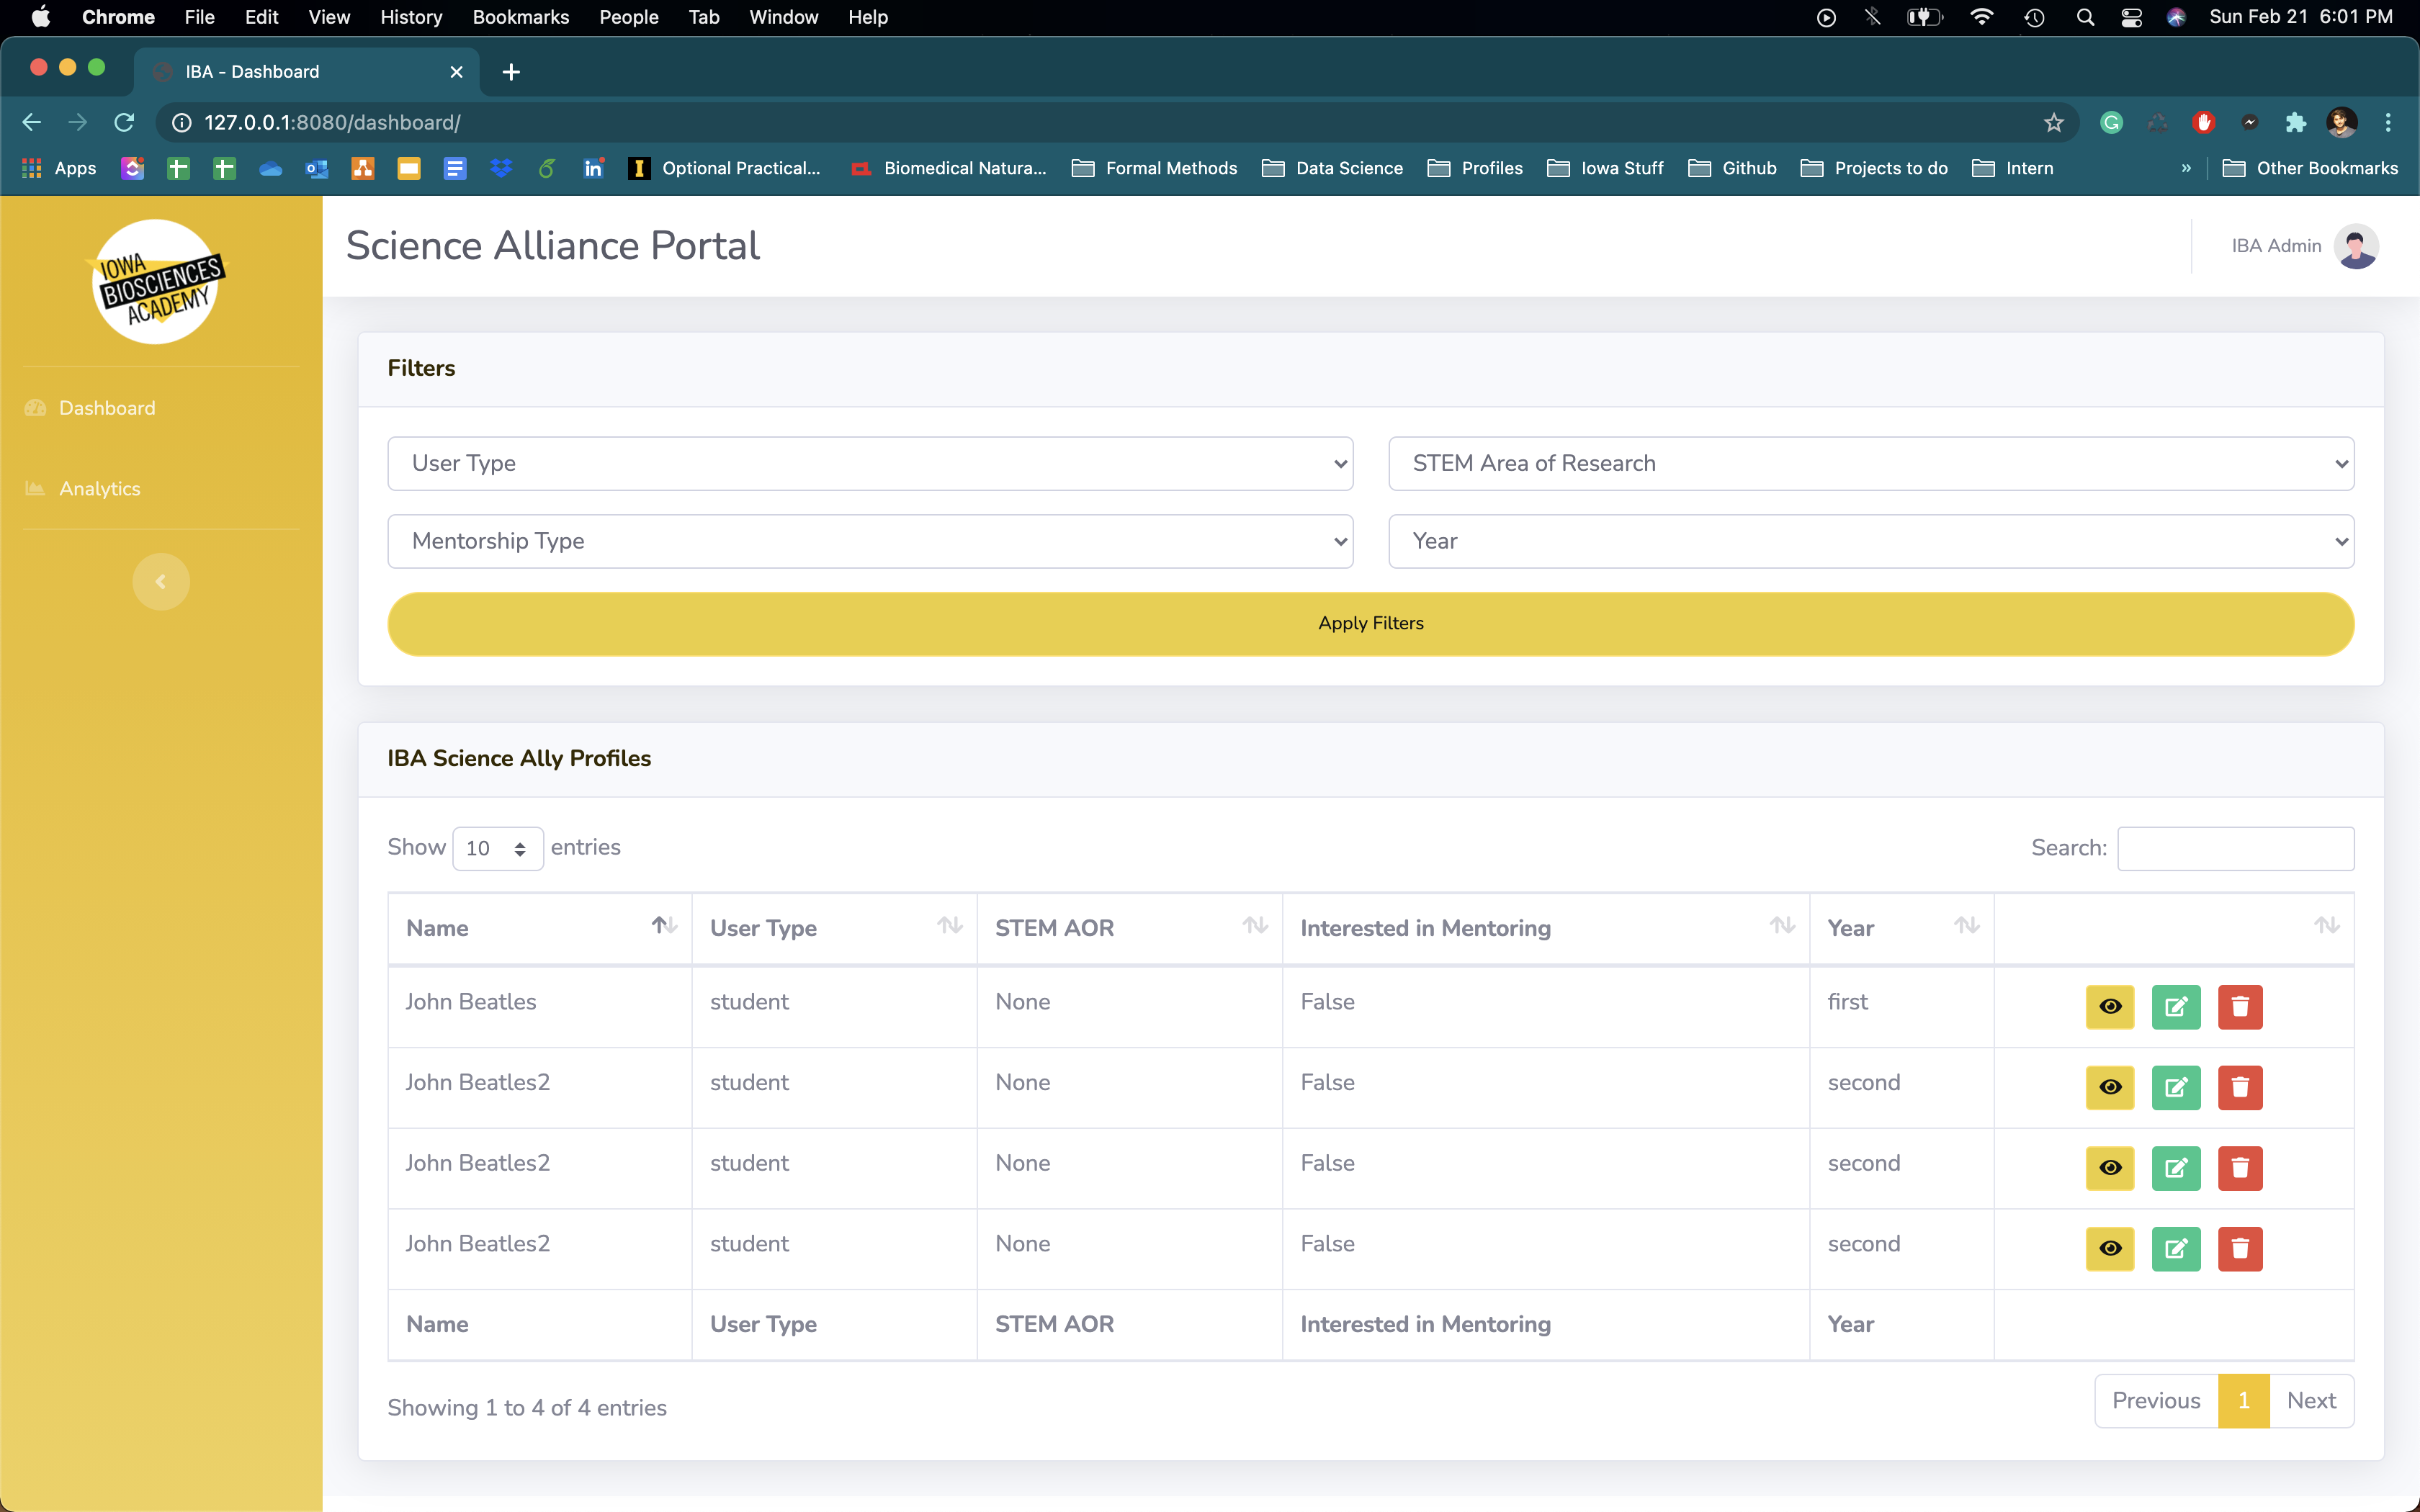 Chrome File Edit View History Bookmarks People Tab Window Help Sun Feb 21 6:01 PM
IBA - Dashboard
127.0.0.1:8080/dashboard/
Apps Optional Practical... Biomedical Natura... Formal Methods Data Science Profiles Iowa Stuff Github Projects to do Intern » Other Bookmarks
IOWA
BIOSCIENCES
ACADEMY
Dashboard
Analytics
Science Alliance Portal
IBA Admin
Filters
User Type STEM Area of Research
Mentorship Type Year
Apply Filters
IBA Science Ally Profiles
Show 10 entries Search:
Name User Type STEM AOR Interested in Mentoring Year
John Beatles student None False first
John Beatles2 student None False second
John Beatles2 student None False second
John Beatles2 student None False second
Name User Type STEM AOR Interested in Mentoring Year
Showing 1 to 4 of 4 entries Previous 1 Next